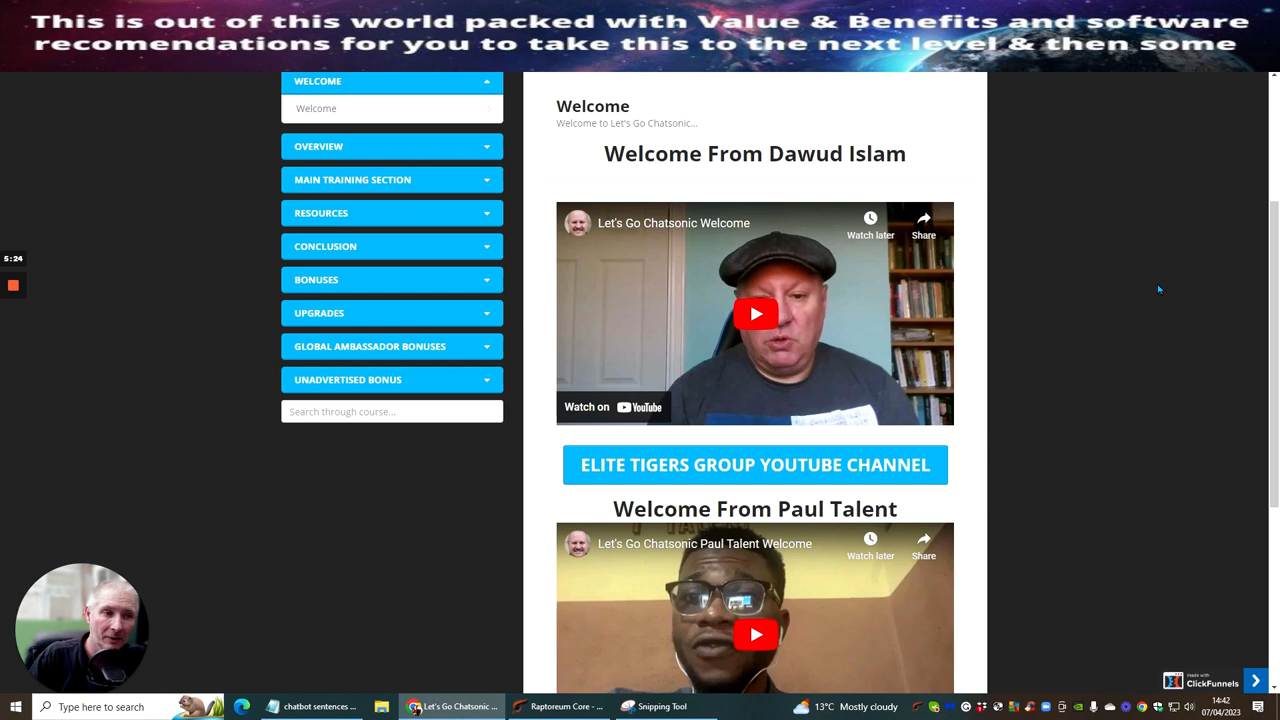 This is out of this world packed with Value & Benefits and software
recomendations for you to take this to the next level & then some
WELCOME
Welcome
OVERVIEW
MAIN TRAINING SECTION
RESOURCES
CONCLUSION
BONUSES
UPGRADES
GLOBAL AMBASSADOR BONUSES
UNADVERTISED BONUS
Search through course...
5:24
Welcome
Welcome to Let's Go Chatsonic...
Welcome From Dawud Islam
Let's Go Chatsonic Welcome
Watch later
Share
Watch on YouTube
ELITE TIGERS GROUP YOUTUBE CHANNEL
Welcome From Paul Talent
Let's Go Chatsonic Paul Talent Welcome
Watch later
Share
made with
ClickFunnels
Type here to search
chatbot sentences ...
Let's Go Chatsonic ...
Raptoreum Core - ...
Snipping Tool
13°C Mostly cloudy
14:42
07/04/2023